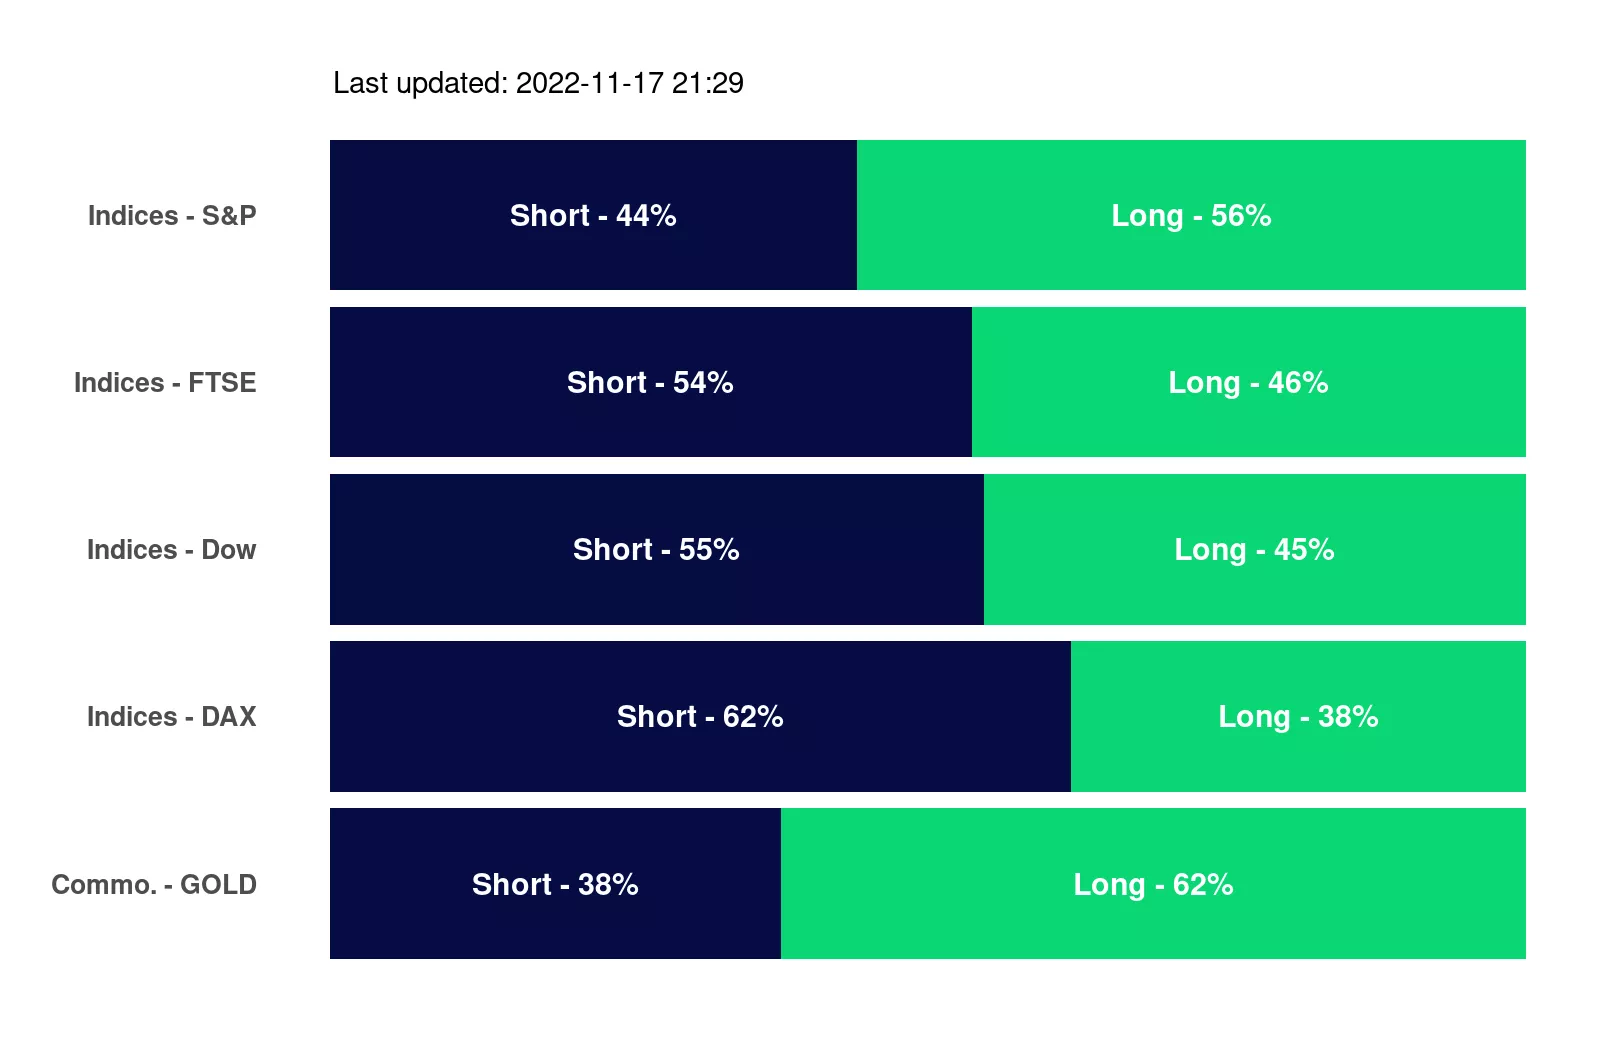 Last updated: 2022-11-17 21:29
Indices - S&P Short - 44% Long - 56%
Indices - FTSE Short - 54% Long - 46%
Indices - Dow Short - 55% Long - 45%
Indices - DAX Short - 62% Long - 38%
Commo. - GOLD Short - 38% Long - 62%